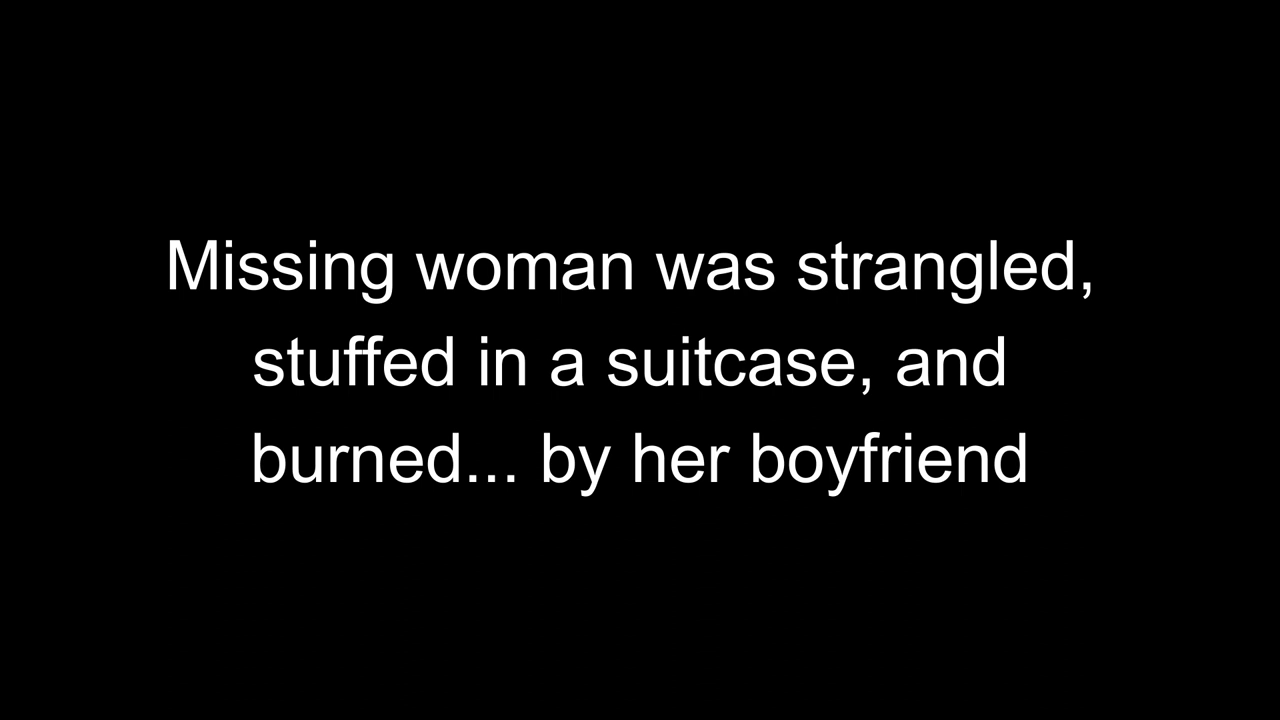 Missing woman was strangled,
stuffed in a suitcase, and
burned... by her boyfriend